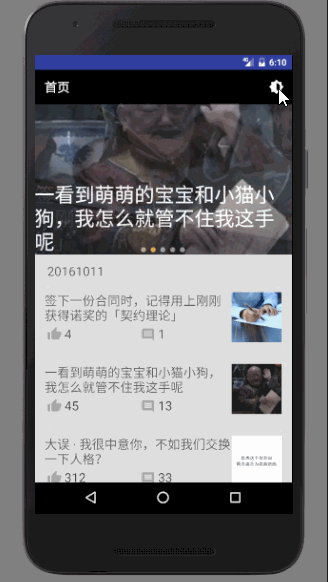 6:10
首页
一看到萌萌的宝宝和小猫小
狗，我怎么就管不住我这手
呢
20161011
签下一份合同时，记得用上刚刚
获得诺奖的「契约理论」
4
1
一看到萌萌的宝宝和小猫小狗，
我怎么就管不住我这手呢
45
13
大误 · 我很中意你，不如我们交换
一下人格？
312
33